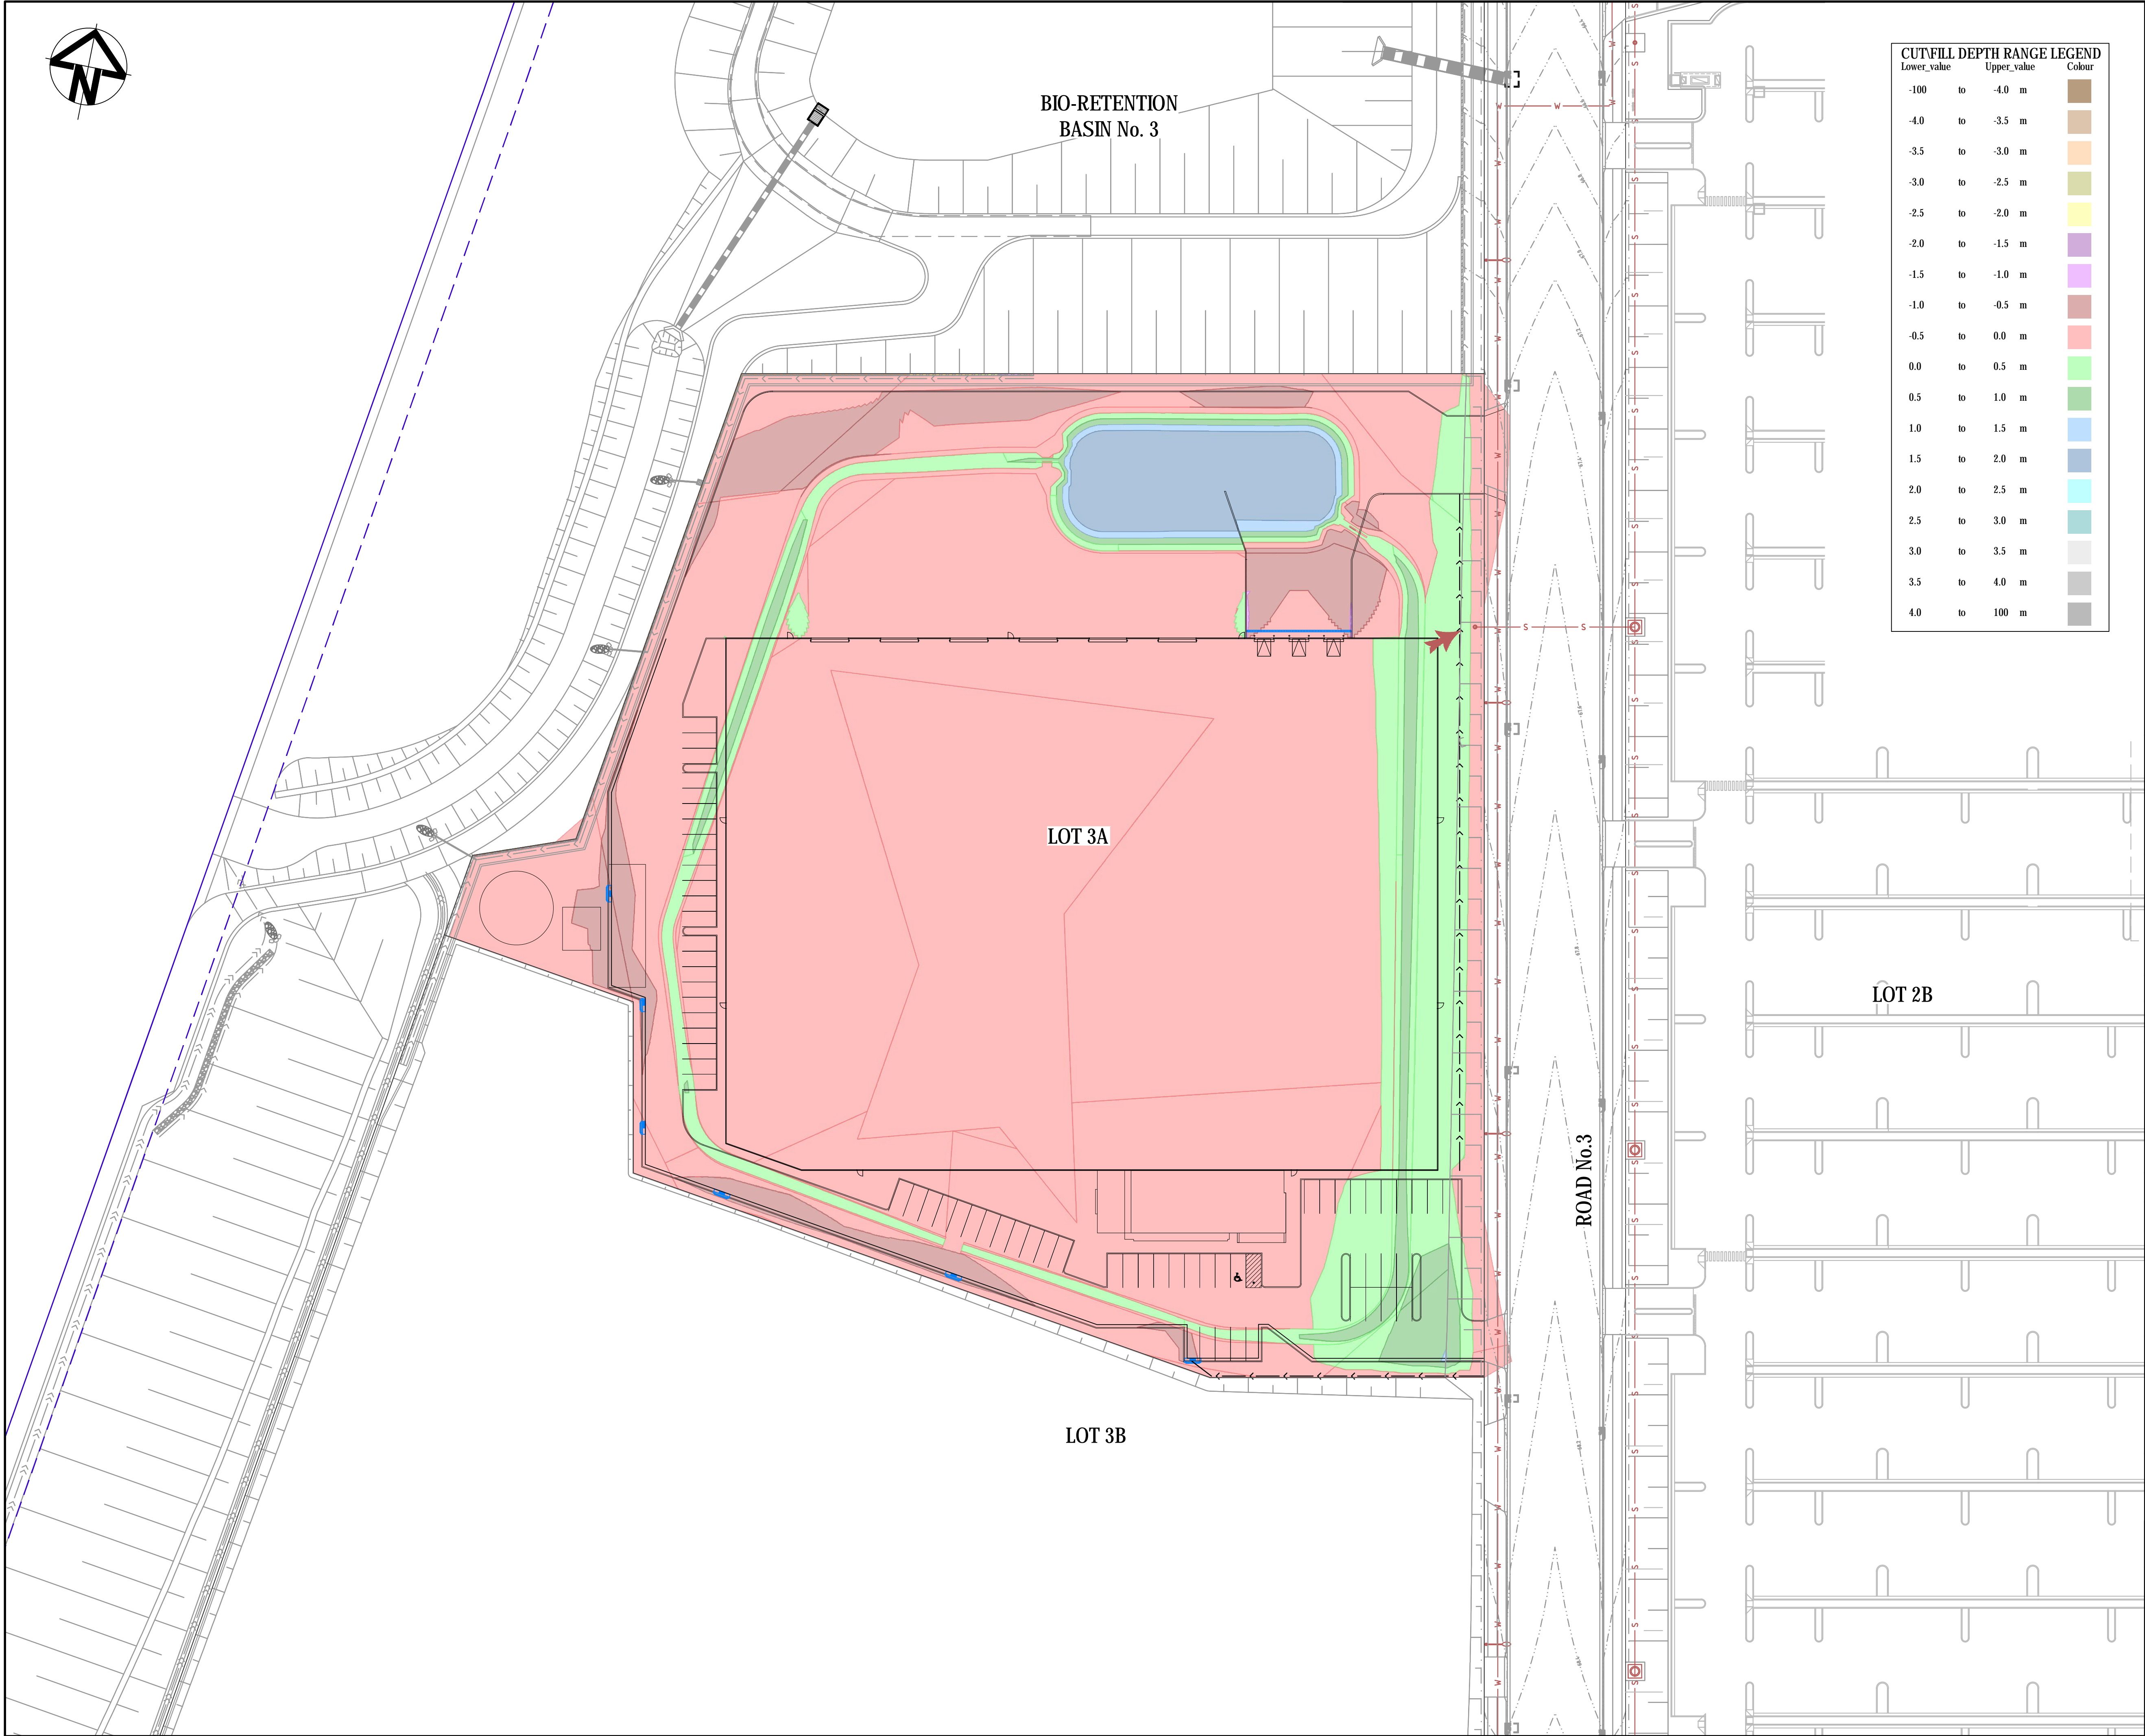 N
BIO-RETENTION
BASIN No. 3
CUT\FILL DEPTH RANGE LEGEND
Lower_value Upper_value Colour
-100 to -4.0 m
-4.0 to -3.5 m
-3.5 to -3.0 m
-3.0 to -2.5 m
-2.5 to -2.0 m
-2.0 to -1.5 m
-1.5 to -1.0 m
-1.0 to -0.5 m
-0.5 to 0.0 m
0.0 to 0.5 m
0.5 to 1.0 m
1.0 to 1.5 m
1.5 to 2.0 m
2.0 to 2.5 m
2.5 to 3.0 m
3.0 to 3.5 m
3.5 to 4.0 m
4.0 to 100 m
LOT 3A
LOT 2B
ROAD No.3
LOT 3B